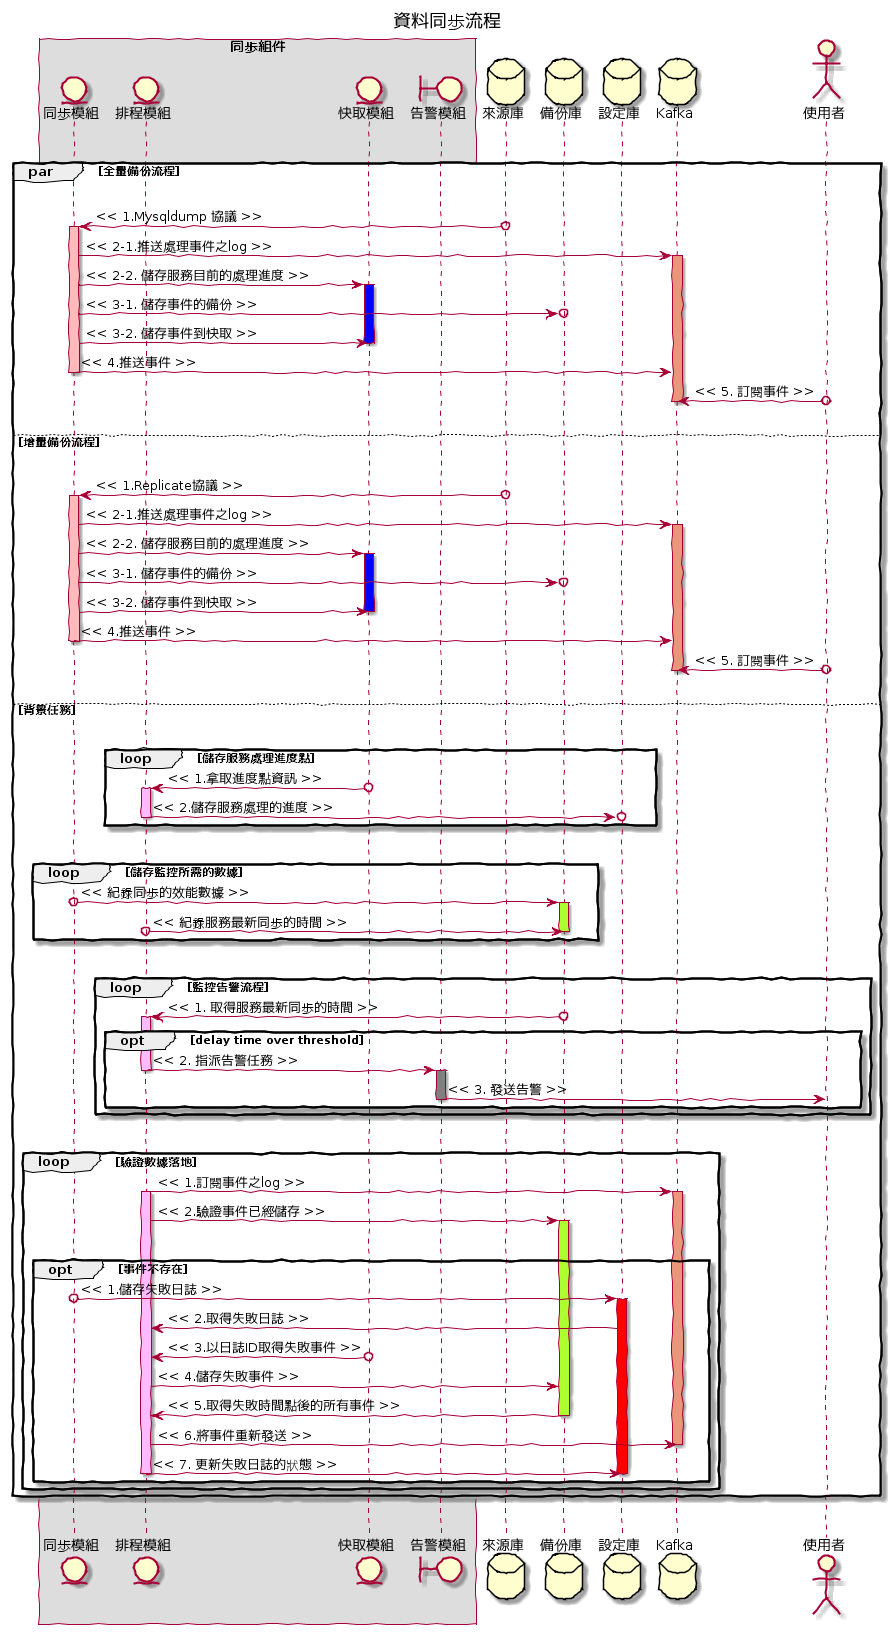 資料同步流程
同步組件
同步模組 排程模組 快取模組 告警模組 來源庫 備份庫 設定庫 Kafka 使用者
par [全量備份流程]
<< 1.Mysqldump 協議 >>
<< 2-1.推送處理事件之log >>
<< 2-2. 儲存服務目前的處理進度 >>
<< 3-1. 儲存事件的備份 >>
<< 3-2. 儲存事件到快取 >>
<< 4.推送事件 >>
<< 5. 訂閱事件 >>
[增量備份流程]
<< 1.Replicate協議 >>
<< 2-1.推送處理事件之log >>
<< 2-2. 儲存服務目前的處理進度 >>
<< 3-1. 儲存事件的備份 >>
<< 3-2. 儲存事件到快取 >>
<< 4.推送事件 >>
<< 5. 訂閱事件 >>
[背景任務]
loop [儲存服務處理進度點]
<< 1.拿取進度點資訊 >>
<< 2.儲存服務處理的進度 >>
loop [儲存監控所需的數據]
<< 紀錄同步的效能數據 >>
<< 紀錄服務最新同步的時間 >>
loop [監控告警流程]
<< 1. 取得服務最新同步的時間 >>
opt [delay time over threshold]
<< 2. 指派告警任務 >>
<< 3. 發送告警 >>
loop [驗證數據落地]
<< 1.訂閱事件之log >>
<< 2.驗證事件已經儲存 >>
opt [事件不存在]
<< 1.儲存失敗日誌 >>
<< 2.取得失敗日誌 >>
<< 3.以日誌ID取得失敗事件 >>
<< 4.儲存失敗事件 >>
<< 5.取得失敗時間點後的所有事件 >>
<< 6.將事件重新發送 >>
<< 7. 更新失敗日誌的狀態 >>
同步模組 排程模組 快取模組 告警模組 來源庫 備份庫 設定庫 Kafka 使用者